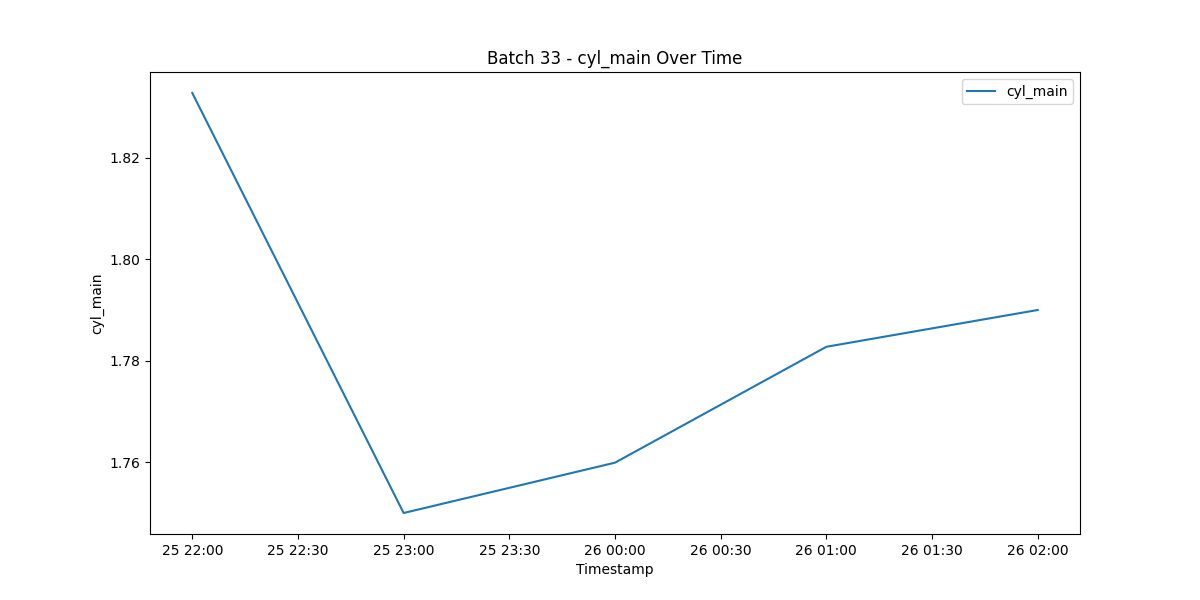 Batch 33 - cyl_main Over Time
cyl_main
1.82
1.80
1.78
1.76
cyl_main
25 22:00 25 22:30 25 23:00 25 23:30 26 00:00 26 00:30 26 01:00 26 01:30 26 02:00
Timestamp